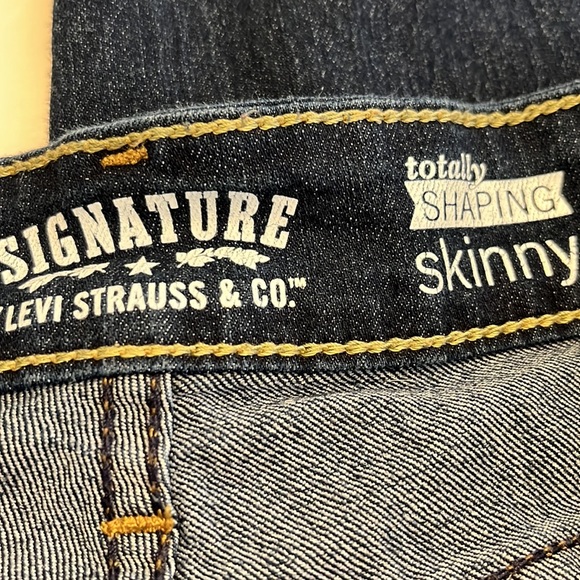 SIGNATURE
LEVI STRAUSS & CO.™
totally
SHAPING
skinny